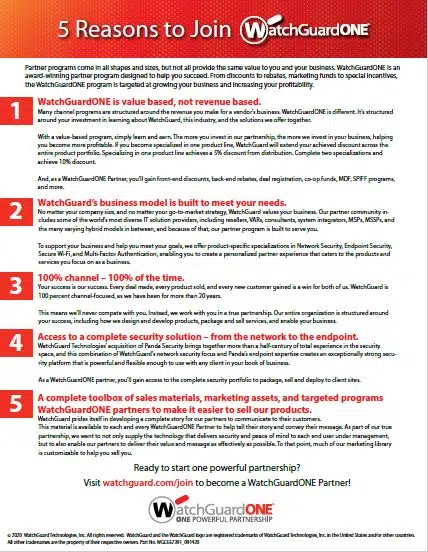 5 Reasons to Join WatchGuardONE
Partner programs come in all shapes and sizes, but not all provide the same value to you and your business. WatchGuardONE is an
award-winning partner program designed to help you succeed. From discounts to rebates, marketing funds to special incentives,
the WatchGuardONE program is targeted at growing your business and increasing your profitability.
1
WatchGuardONE is value based, not revenue based.
Many channel programs are structured around the revenue you make for a vendor's business. WatchGuardONE is different. It's structured
around your investment in learning about WatchGuard, this industry, and the solutions we offer together.
With a value-based program, simply learn and earn. The more you invest in your partnership, the more we invest in your business, helping
you become more profitable. If you become specialized in one product line, WatchGuard will extend your achieved discount across the
entire product portfolio. Specializing in one product line achieves a 5% discount from distribution. Complete two specializations and
achieve 10% discount.
And, as a WatchGuardONE Partner, you'll gain front-end discounts, back-end rebates, deal registration, co-op funds, MDF, SPIFF programs,
and more.
2
WatchGuard's business model is built to meet your needs.
No matter your company size, and no matter your go-to-market strategy, WatchGuard values your business. Our partner community in-
cludes some of the world's most diverse IT solution providers, including resellers, VARs, consultants, system integrators, MSPs, MSSPs, and
the many varying hybrid models in between, and because of that, our partner program is built to serve you.
To support your business and help you meet your goals, we offer product-specific specializations in Network Security, Endpoint Security,
Secure Wi-Fi, and Multi-Factor Authentication, enabling you to create a personalized partner experience that caters to the products and
services you focus on as a business.
3
100% channel – 100% of the time.
Your success is our success. Every deal made, every product sold, and every new customer gained is a win for both of us. WatchGuard is
100 percent channel-focused, as we have been for more than 20 years.
This means we'll never compete with you. Instead, we work with you in a true partnership. Our entire organization is structured around
your success, including how we design and develop products, package and sell services, and enable your business.
4
Access to a complete security solution – from the network to the endpoint.
WatchGuard Technologies' acquisition of Panda Security brings together more than a half-century of total experience in the security
space, and this combination of WatchGuard's network security focus and Panda's endpoint expertise creates an exceptionally strong secu-
rity platform that is powerful and flexible enough to use with any client in your book of business.
As a WatchGuardONE partner, you'll gain access to the complete security portfolio to package, sell and deploy to client sites.
5
A complete toolbox of sales materials, marketing assets, and targeted programs
WatchGuardONE partners to make it easier to sell our products.
WatchGuard prides itself in developing a complete story for our partners to communicate to their customers.
This material is available to each and every WatchGuardONE Partner to help tell their story and convey their message. As part of our true
partnership, we want to not only supply the technology that delivers security and peace of mind to each end user under management,
but to also enable our partners to deliver their value and message as effectively as possible. To that point, much of our marketing library
is customizable to help you sell you.
Ready to start one powerful partnership?
Visit watchguard.com/join to become a WatchGuardONE Partner!
WatchGuardONE
ONE POWERFUL PARTNERSHIP
© 2020 WatchGuard Technologies, Inc. All rights reserved. WatchGuard and the WatchGuard logo are registered trademarks of WatchGuard Technologies, Inc. in the United States and/or other countries.
All other tradenames are the property of their respective owners. Part No. WGCE67391_091420